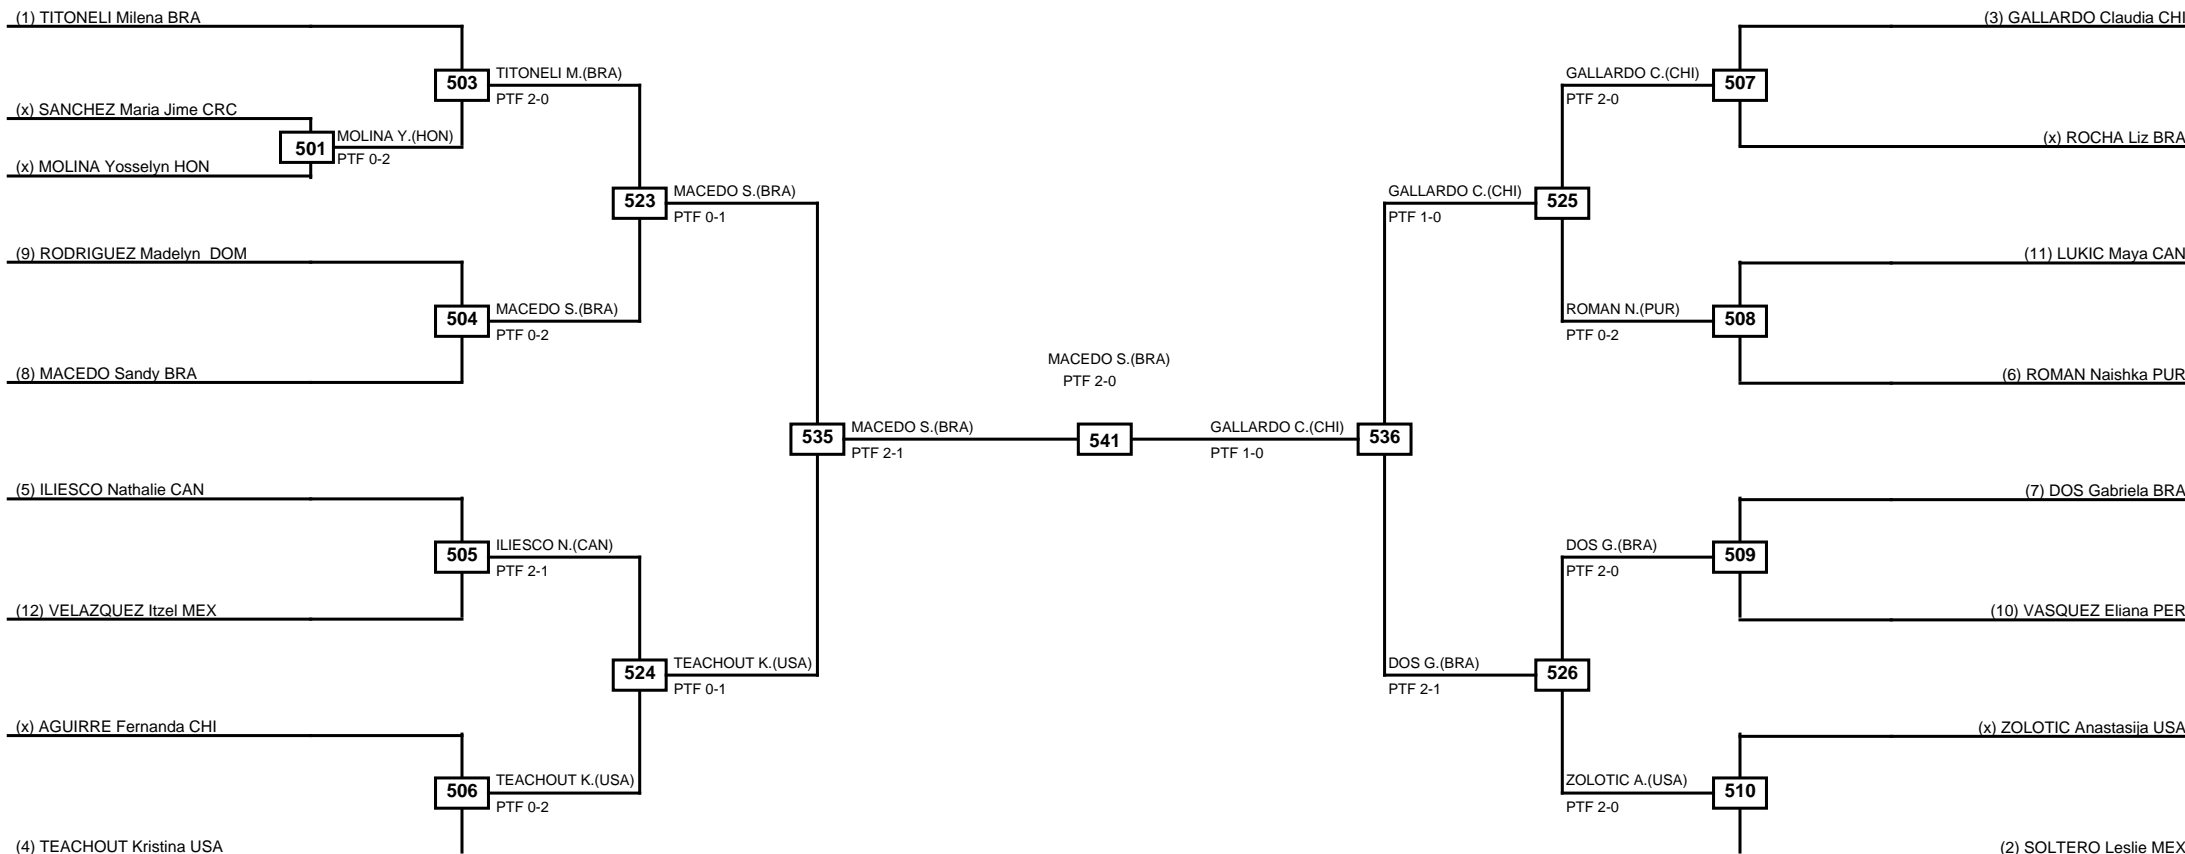 (1) TITONELI Milena BRA
(3) GALLARDO Claudia CHI
503
TITONELI M.(BRA)
PTF 2-0
GALLARDO C.(CHI)
PTF 2-0
507
(x) SANCHEZ Maria Jime CRC
501
MOLINA Y.(HON)
PTF 0-2
(x) ROCHA Liz BRA
(x) MOLINA Yosselyn HON
523
MACEDO S.(BRA)
PTF 0-1
GALLARDO C.(CHI)
PTF 1-0
525
(9) RODRIGUEZ Madelyn  DOM
(11) LUKIC Maya CAN
504
MACEDO S.(BRA)
PTF 0-2
ROMAN N.(PUR)
PTF 0-2
508
MACEDO S.(BRA)
PTF 2-0
(8) MACEDO Sandy BRA
(6) ROMAN Naishka PUR
535
MACEDO S.(BRA)
PTF 2-1
541
GALLARDO C.(CHI)
PTF 1-0
536
(5) ILIESCO Nathalie CAN
(7) DOS Gabriela BRA
505
ILIESCO N.(CAN)
PTF 2-1
DOS G.(BRA)
PTF 2-0
509
(12) VELAZQUEZ Itzel MEX
(10) VASQUEZ Eliana PER
524
TEACHOUT K.(USA)
PTF 0-1
DOS G.(BRA)
PTF 2-1
526
(x) AGUIRRE Fernanda CHI
(x) ZOLOTIC Anastasija USA
506
TEACHOUT K.(USA)
PTF 0-2
ZOLOTIC A.(USA)
PTF 2-0
510
(4) TEACHOUT Kristina USA
(2) SOLTERO Leslie MEX